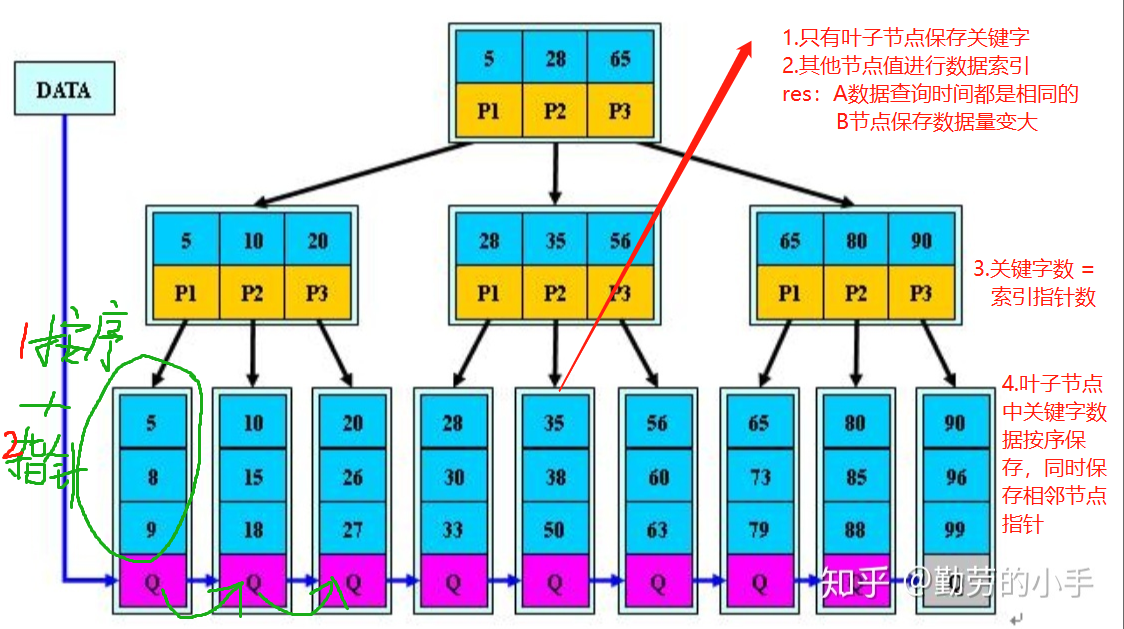 5 28 65
P1 P2 P3
DATA
1.只有叶子节点保存关键字
2.其他节点值进行数据索引
res：A数据查询时间都是相同的
B节点保存数据量变大
5 10 20
P1 P2 P3
28 35 56
P1 P2 P3
65 80 90
P1 P2 P3
3.关键字数 =
索引指针数
1按序
+
2指针
5 10 20 28 35 56 65 80 90
8 15 26 30 38 60 73 85 96
9 18 27 33 50 63 79 88 99
Q Q Q Q Q Q Q Q Q
4.叶子节点
中关键字数
据按序保
存，同时保
存相邻节点
指针
知乎 @勤劳的小手